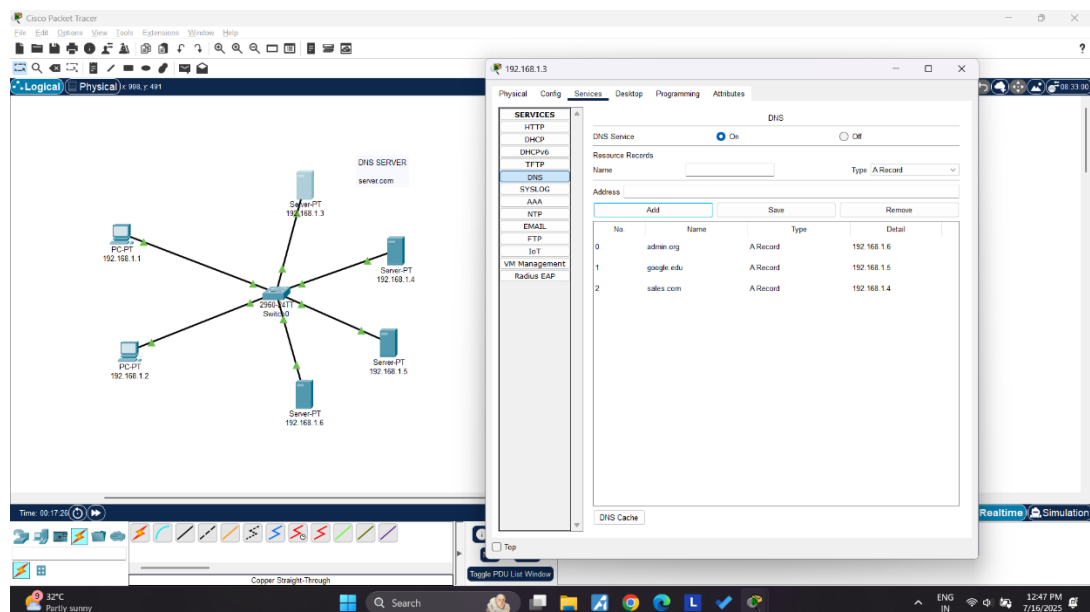 Cisco Packet Tracer
File Edit Options View Tools Extensions Window Help
?
Logical Physical x: 998, y: 491
08:33:00
DNS SERVER
server.com
Server-PT
192.168.1.3
PC-PT
192.168.1.1
Server-PT
192.168.1.4
2960-24TT
Switch0
Server-PT
192.168.1.5
PC-PT
192.168.1.2
Server-PT
192.168.1.6
192.168.1.3
Physical Config Services Desktop Programming Attributes
SERVICES
HTTP
DHCP
DHCPv6
TFTP
DNS
SYSLOG
AAA
NTP
EMAIL
FTP
IoT
VM Management
Radius EAP
DNS
DNS Service On Off
Resource Records
Name Type A Record
Address
Add Save Remove
No. Name Type Detail
0 admin.org A Record 192.168.1.6
1 google.edu A Record 192.168.1.5
2 sales.com A Record 192.168.1.4
DNS Cache
Top
Time: 00:17:26
Realtime Simulation
Copper Straight-Through
Toggle PDU List Window
9
32°C
Partly sunny
Search
L
ENG
IN
12:47 PM
7/16/2025